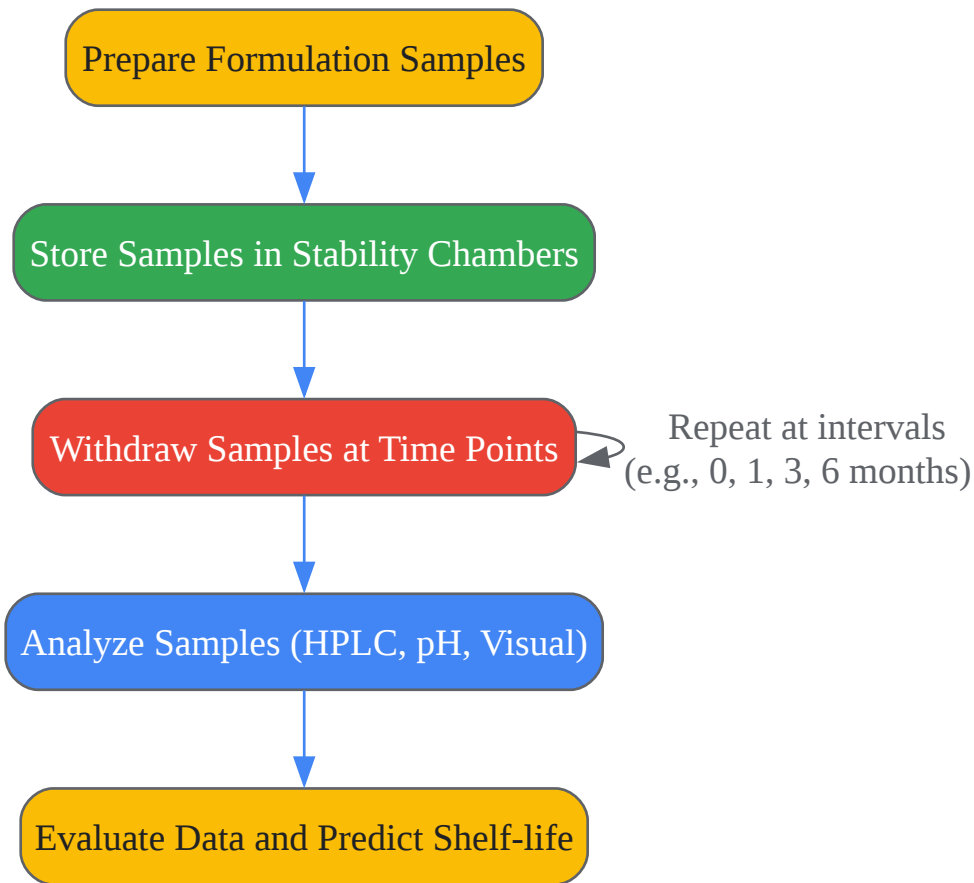 Prepare Formulation Samples
Store Samples in Stability Chambers
Withdraw Samples at Time Points
Repeat at intervals
(e.g., 0, 1, 3, 6 months)
Analyze Samples (HPLC, pH, Visual)
Evaluate Data and Predict Shelf-life